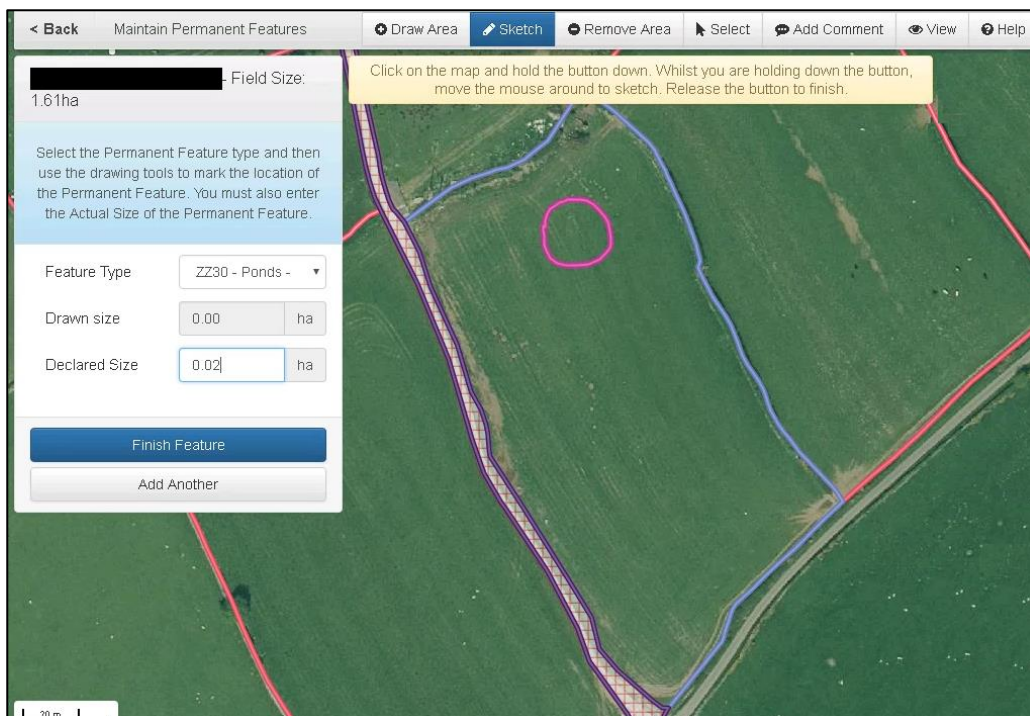 < Back Maintain Permanent Features Draw Area Sketch Remove Area Select Add Comment View Help
- Field Size:
1.61ha
Click on the map and hold the button down. Whilst you are holding down the button,
move the mouse around to sketch. Release the button to finish.
Select the Permanent Feature type and then
use the drawing tools to mark the location of
the Permanent Feature. You must also enter
the Actual Size of the Permanent Feature.
Feature Type ZZ30 - Ponds -
Drawn size 0.00 ha
Declared Size 0.02 ha
Finish Feature
Add Another
20 m